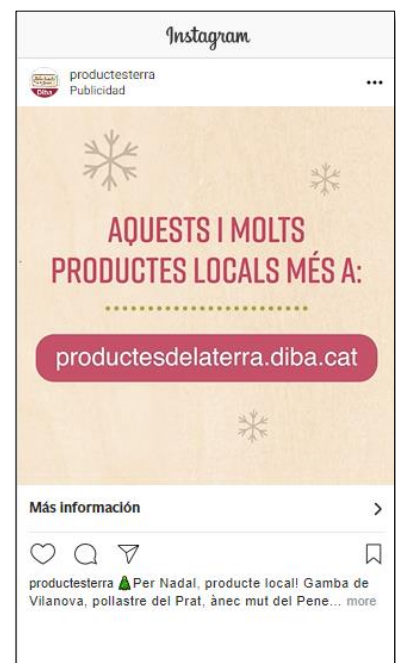 Instagram
productesterra
Publicidad
Diba
AQUESTS I MOLTS
PRODUCTES LOCALS MÉS A:
productesdelaterra.diba.cat
Más información
productesterra 🎄Per Nadal, producte local! Gamba de
Vilanova, pollastre del Prat, ànec mut del Pene... more